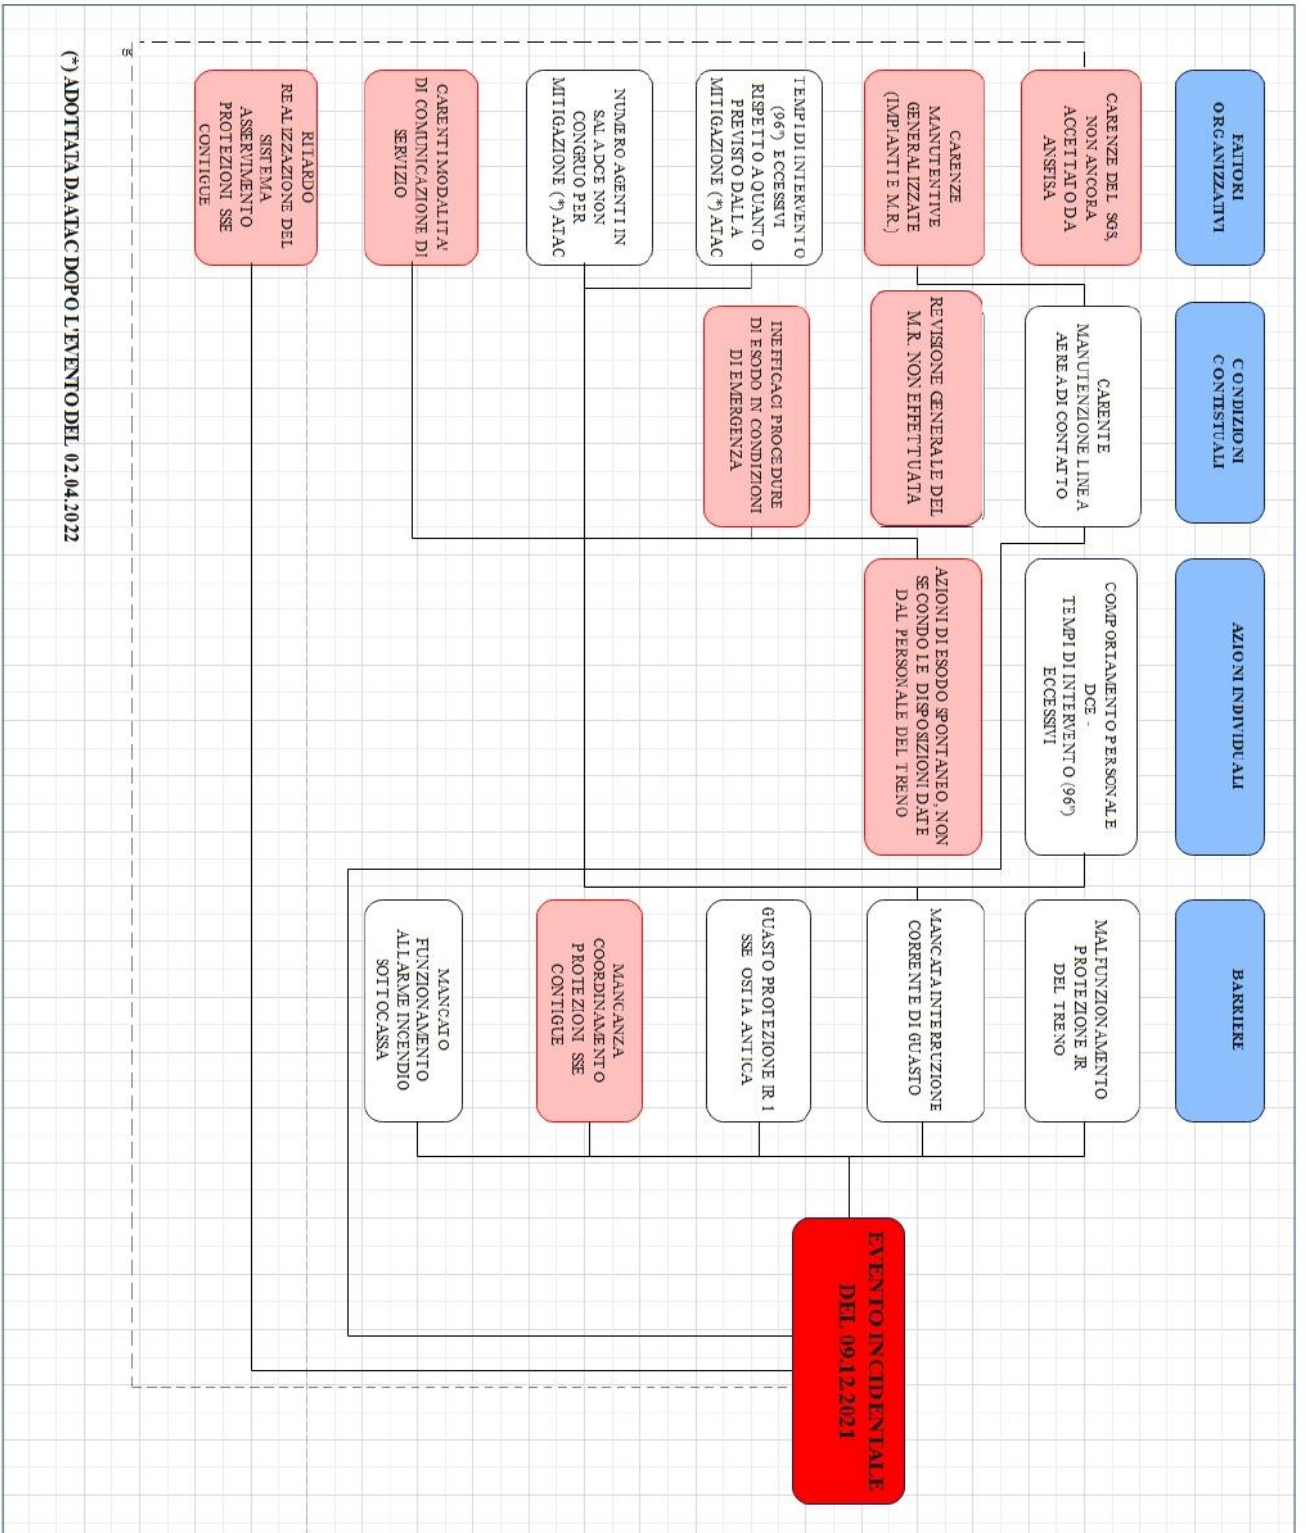 FATTORI
ORGANIZZATIVI
CARENZE DEL SGS,
NON ANCORA
ACCETTATO DA
ANSFISA
CARENZE
MANUTENTIVE
GENERALIZZATE
(IMPIANTI E M.R.)
TEMPI DI INTERVENTO
(96") ECCESSIVI
RISPETTO A QUANTO
PREVISTO DALLA
MITIGAZIONE (*) ATAC
NUMERO AGENTI IN
SALA DCE NON
CONGRUO PER
MITIGAZIONE (*) ATAC
CARENTI MODALITA'
DI COMUNICAZIONE DI
SERVIZIO
RITARDO
REALIZZAZIONE DEL
SISTEMA
ASSERVIMENTO
PROTEZIONI SSE
CONTIGUE
CONDIZIONI
CONTESTUALI
CARENTE
MANUTENZIONE LINEA
AEREA DI CONTATTO
REVISIONE GENERALE DEL
M.R. NON EFFETTUATA
INEFFICACI PROCEDURE
DI ESODO IN CONDIZIONI
DI EMERGENZA
AZIONI INDIVIDUALI
COMPORTAMENTO PERSONALE
DCE -
TEMPI DI INTERVENTO (96")
ECCESSIVI
AZIONI DI ESODO SPONTANEO, NON
SECONDO LE DISPOSIZIONI DATE
DAL PERSONALE DEL TRENO
BARRIERE
MALFUNZIONAMENTO
PROTEZIONE JR
DEL TRENO
MANCATA INTERRUZIONE
CORRENTE DI GUASTO
GUASTO PROTEZIONE IR 1
SSE OSTIA ANTICA
MANCANZA
COORDINAMENTO
PROTEZIONI SSE
CONTIGUE
MANCATO
FUNZIONAMENTO
ALLARME INCENDIO
SOTTOCASSA
EVENTO INCIDENTALE
DEL 09.12.2021
(*) ADOTTATA DA ATAC DOPO L'EVENTO DEL 02.04.2022